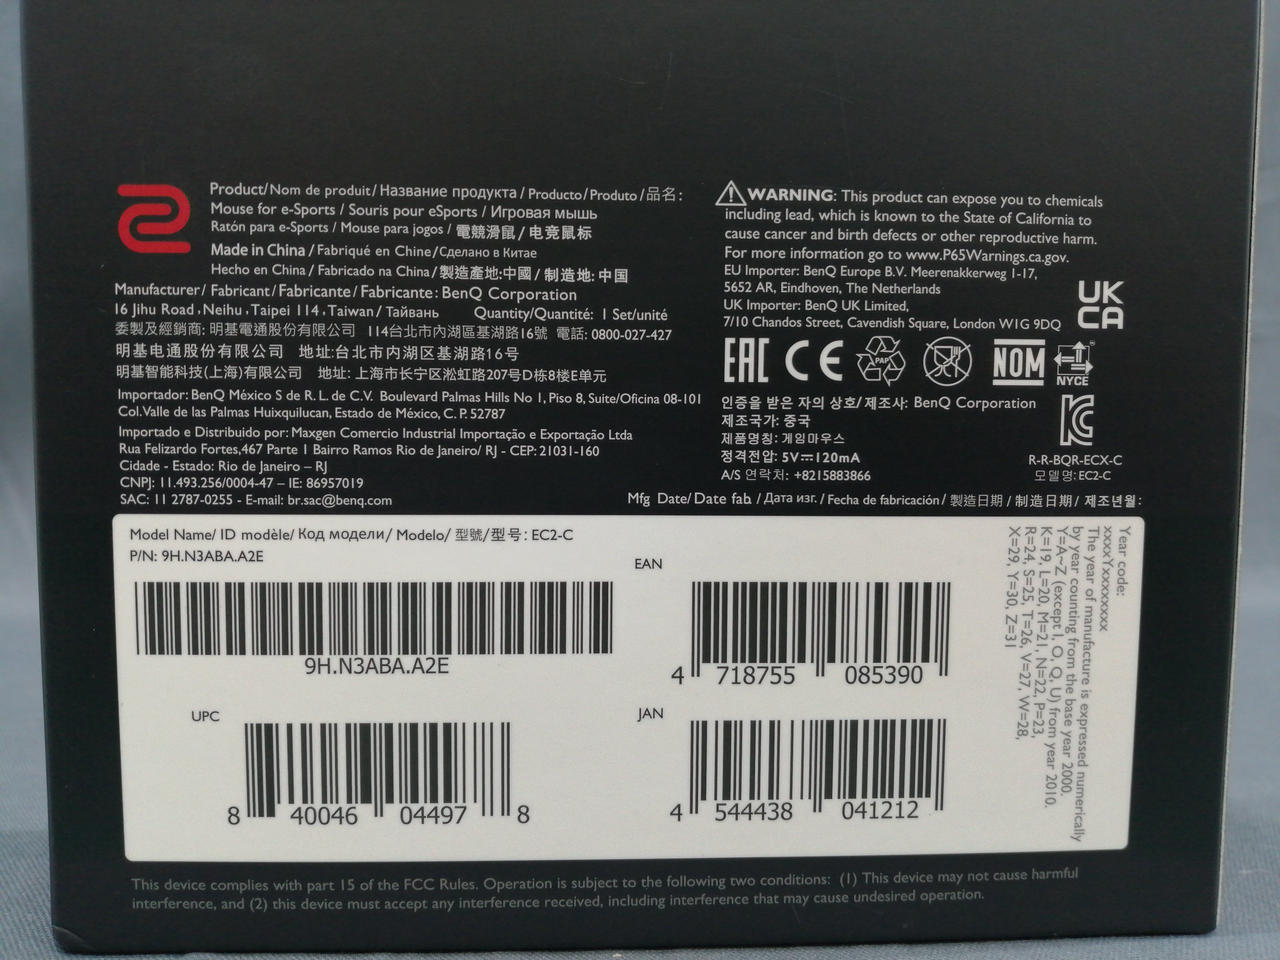 Product/Nom de produit/Название продукта/Producto/Produto/品名:
Mouse for e-Sports / Souris pour eSports / Игровая мышь
Ratón para e-Sports / Mouse para jogos / 電競滑鼠 / 电竞鼠标
Made in China / Fabriqué en Chine/Сделано в Китае
Hecho en China / Fabricado na China/製造產地:中國 / 制造地: 中国
Manufacturer/ Fabricant/ Fabricante/ Fabricante: BenQ Corporation
16 Jihu Road, Neihu, Taipei 114, Taiwan/ Тайвань Quantity/Quantité: 1 Set/unité
委製及經銷商: 明基電通股份有限公司 114台北市內湖區基湖路16號 電話: 0800-027-427
明基电通股份有限公司 地址:台北市内湖区基湖路16号
明基智能科技(上海)有限公司 地址: 上海市长宁区淞虹路207号D栋8楼E单元
Importador: BenQ México S de R. L. de C.V. Boulevard Palmas Hills No 1, Piso 8, Suite/Oficina 08-101
Col.Valle de las Palmas Huixquilucan, Estado de México, C. P. 52787
Importado e Distribuido por: Maxgen Comercio Industrial Importação e Exportação Ltda
Rua Felizardo Fortes,467 Parte 1 Bairro Ramos Rio de Janeiro/ RJ - CEP: 21031-160
Cidade - Estado: Rio de Janeiro – RJ
CNPJ: 11.493.256/0004-47 – IE: 86957019
SAC: 11 2787-0255 - E-mail: br.sac@benq.com
WARNING: This product can expose you to chemicals
including lead, which is known to the State of California to
cause cancer and birth defects or other reproductive harm.
For more information go to www.P65Warnings.ca.gov.
EU Importer: BenQ Europe B.V. Meerenakkerweg 1-17,
5652 AR, Eindhoven, The Netherlands
UK Importer: BenQ UK Limited,
7/10 Chandos Street, Cavendish Square, London W1G 9DQ
UK
CA
EAC CE PAP NOM NYCE
인증을 받은 자의 상호/ 제조사: BenQ Corporation
제조국가: 중국
제품명칭: 게임마우스
정격전압: 5V⎓120mA
A/S 연락처: +8215883866
R-R-BQR-ECX-C
모델명: EC2-C
Mfg Date/ Date fab. /Дата изг. / Fecha de fabricación/ 製造日期 / 制造日期/ 제조년월:
Model Name/ ID modèle/ Код модели/ Modelo/ 型號/型号: EC2-C
P/N: 9H.N3ABA.A2E
9H.N3ABA.A2E
EAN
4 718755 085390
UPC
8 40046 04497 8
JAN
4 544438 041212
Year code:
xxxxYxxxxxxxxx
The year of manufacture is expressed numerically
by year counting from the base year 2000.
Y=A~Z (except I, O, Q, U) from year 2010.
K=19, L=20, M=21, N=22, P=23,
R=24, S=25, T=26, V=27, W=28,
X=29, Y=30, Z=31
This device complies with part 15 of the FCC Rules. Operation is subject to the following two conditions: (1) This device may not cause harmful
interference, and (2) this device must accept any interference received, including interference that may cause undesired operation.